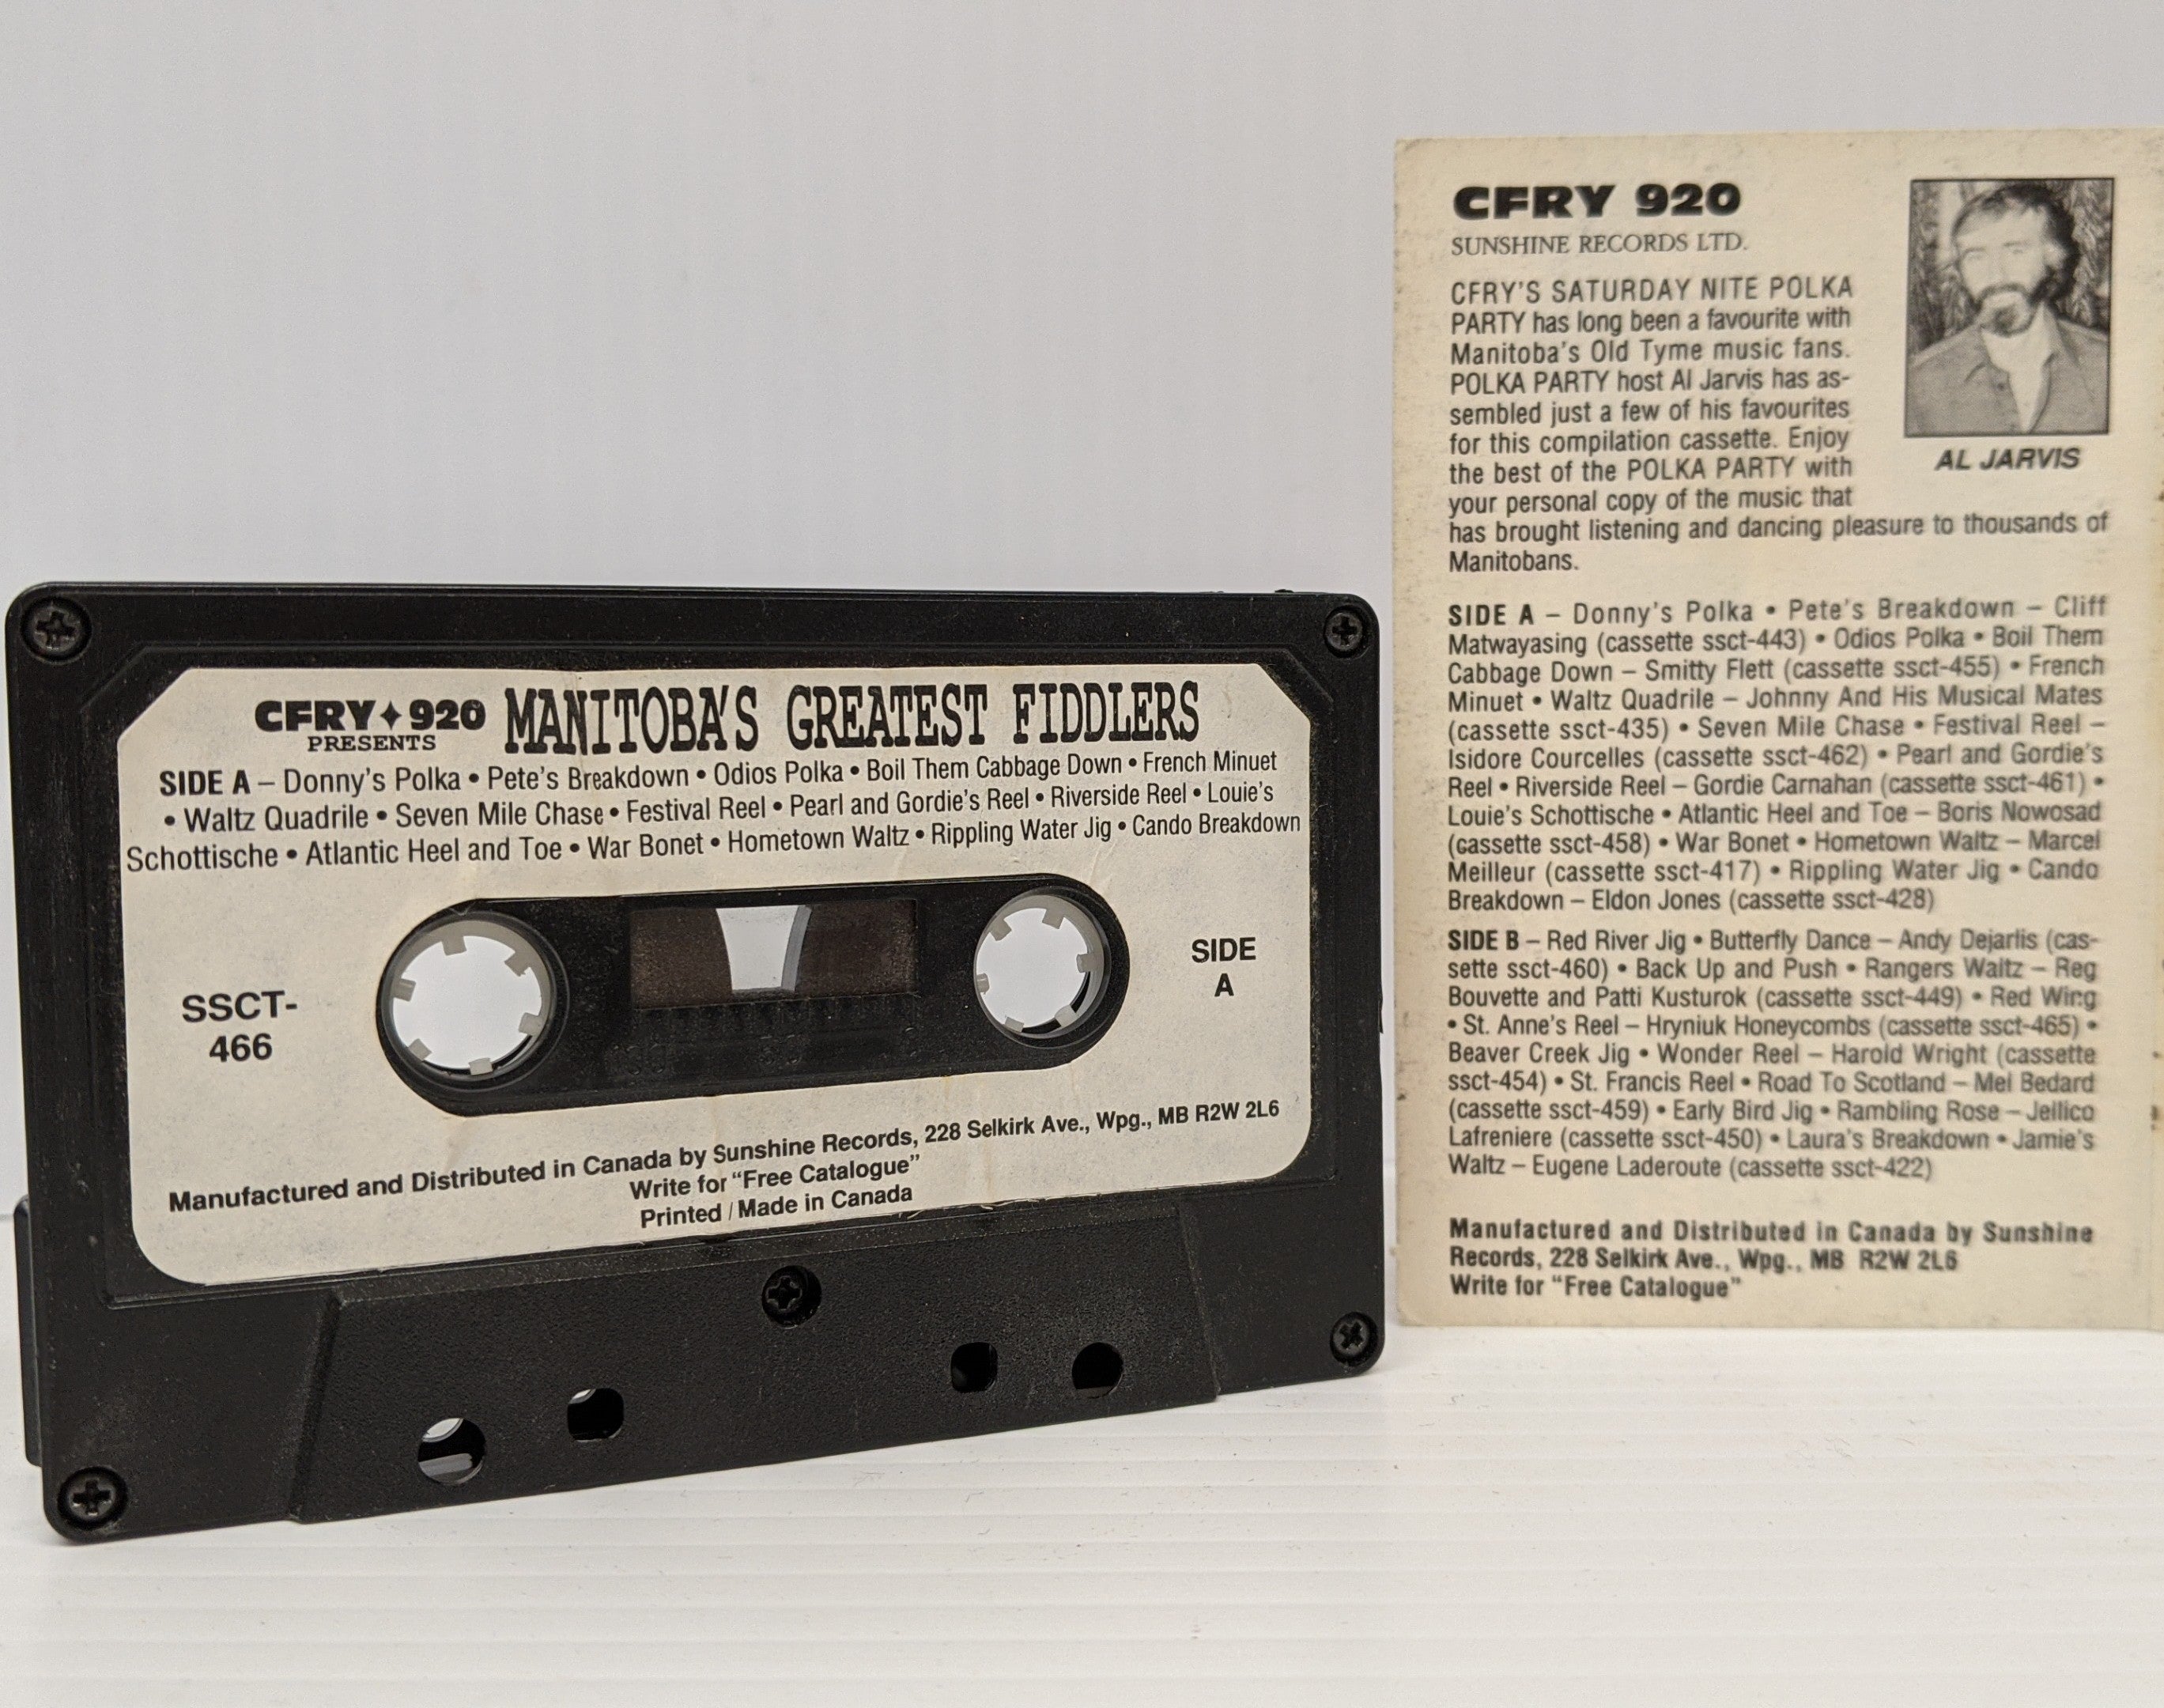 CFRY✦920 PRESENTS MANITOBA'S GREATEST FIDDLERS
SIDE A – Donny's Polka • Pete's Breakdown • Odios Polka • Boil Them Cabbage Down • French Minuet
• Waltz Quadrile • Seven Mile Chase • Festival Reel • Pearl and Gordie's Reel • Riverside Reel • Louie's
Schottische • Atlantic Heel and Toe • War Bonet • Hometown Waltz • Rippling Water Jig • Cando Breakdown
SSCT-
466
SIDE
A
Manufactured and Distributed in Canada by Sunshine Records, 228 Selkirk Ave., Wpg., MB R2W 2L6
Write for "Free Catalogue"
Printed / Made in Canada
CFRY 920
SUNSHINE RECORDS LTD.
CFRY'S SATURDAY NITE POLKA
PARTY has long been a favourite with
Manitoba's Old Tyme music fans.
POLKA PARTY host Al Jarvis has as-
sembled just a few of his favourites
for this compilation cassette. Enjoy
the best of the POLKA PARTY with
your personal copy of the music that
has brought listening and dancing pleasure to thousands of
Manitobans.
AL JARVIS
SIDE A – Donny's Polka • Pete's Breakdown – Cliff
Matwayasing (cassette ssct-443) • Odios Polka • Boil Them
Cabbage Down – Smitty Flett (cassette ssct-455) • French
Minuet • Waltz Quadrile – Johnny And His Musical Mates
(cassette ssct-435) • Seven Mile Chase • Festival Reel –
Isidore Courcelles (cassette ssct-462) • Pearl and Gordie's
Reel • Riverside Reel – Gordie Carnahan (cassette ssct-461) •
Louie's Schottische • Atlantic Heel and Toe – Boris Nowosad
(cassette ssct-458) • War Bonet • Hometown Waltz – Marcel
Meilleur (cassette ssct-417) • Rippling Water Jig • Cando
Breakdown – Eldon Jones (cassette ssct-428)
SIDE B – Red River Jig • Butterfly Dance – Andy Dejarlis (cas-
sette ssct-460) • Back Up and Push • Rangers Waltz – Reg
Bouvette and Patti Kusturok (cassette ssct-449) • Red Wing
• St. Anne's Reel – Hryniuk Honeycombs (cassette ssct-465) •
Beaver Creek Jig • Wonder Reel – Harold Wright (cassette
ssct-454) • St. Francis Reel • Road To Scotland – Mel Bedard
(cassette ssct-459) • Early Bird Jig • Rambling Rose – Jellico
Lafreniere (cassette ssct-450) • Laura's Breakdown • Jamie's
Waltz – Eugene Laderoute (cassette ssct-422)
Manufactured and Distributed in Canada by Sunshine
Records, 228 Selkirk Ave., Wpg., MB R2W 2L6
Write for "Free Catalogue"